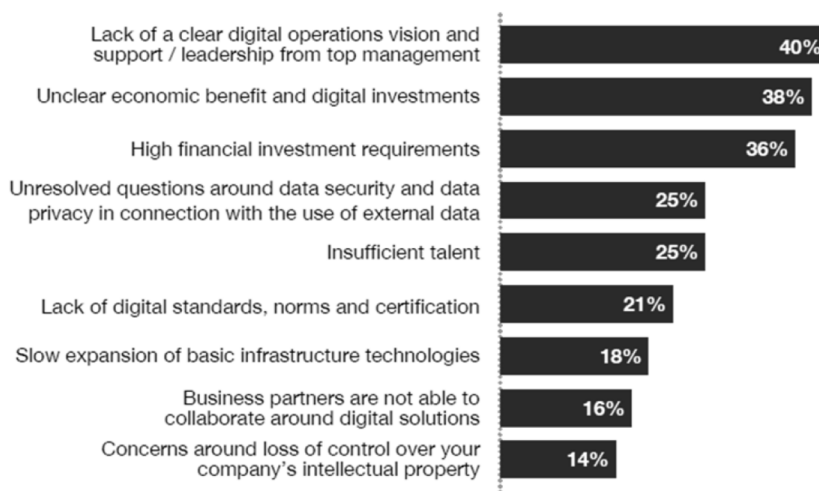 Lack of a clear digital operations vision and
support / leadership from top management
40%
Unclear economic benefit and digital investments
38%
High financial investment requirements
36%
Unresolved questions around data security and data
privacy in connection with the use of external data
25%
Insufficient talent
25%
Lack of digital standards, norms and certification
21%
Slow expansion of basic infrastructure technologies
18%
Business partners are not able to
collaborate around digital solutions
16%
Concerns around loss of control over your
company's intellectual property
14%